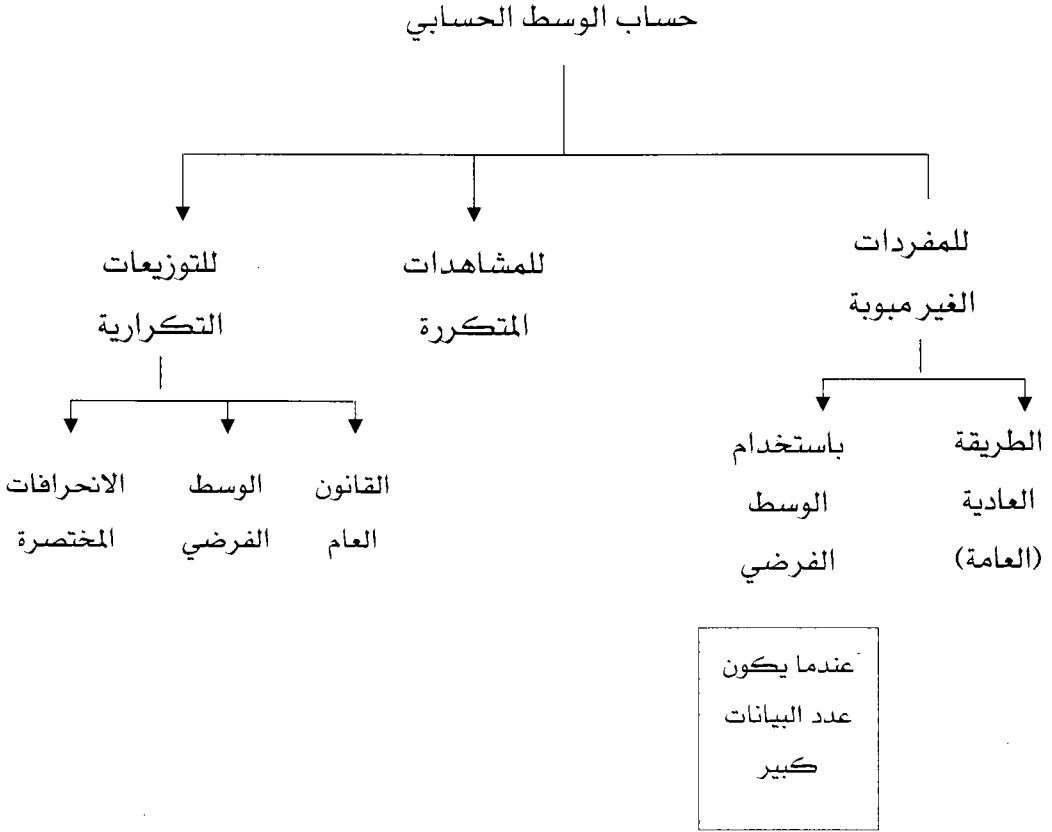 حساب الوسط الحسابي
للمفردات
الغير مبوبة
للمشاهدات
المتكررة
للتوزيعات
التكرارية
الطريقة
العادية
(العامة)
باستخدام
الوسط
الفرضي
القانون
العام
الوسط
الفرضي
الانحرافات
المختصرة
عندما يكون
عدد البيانات
كبير